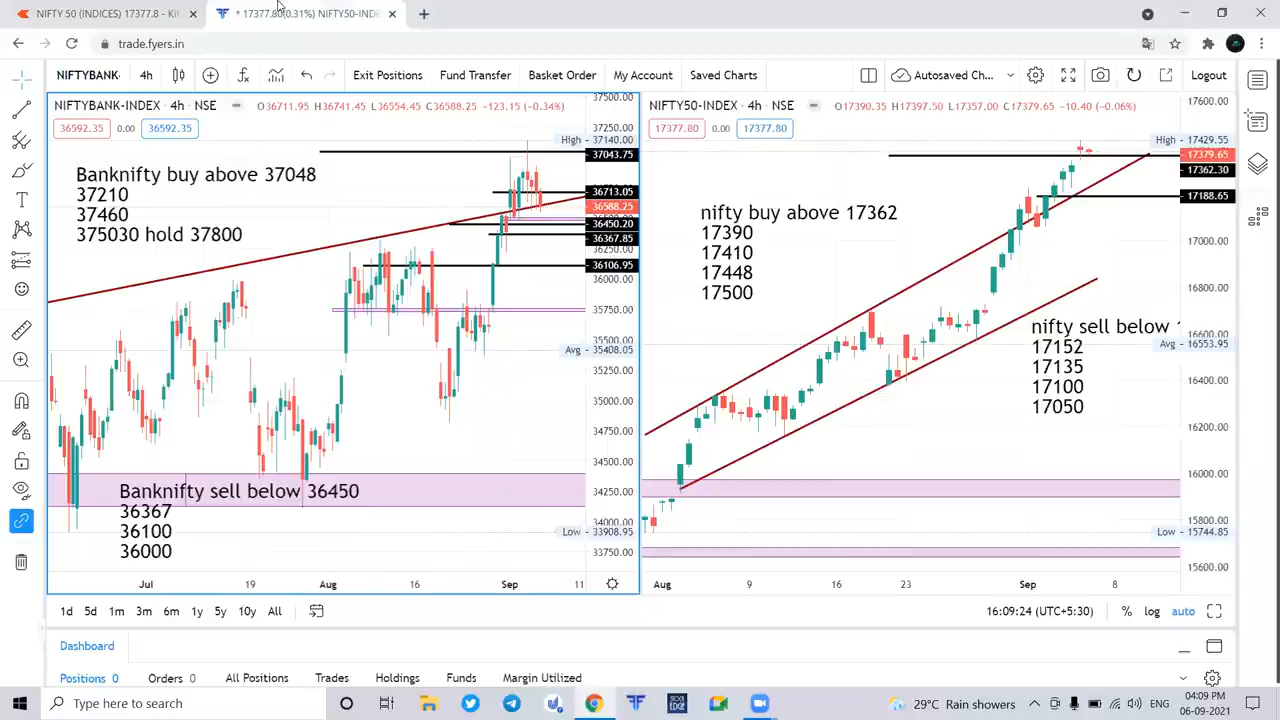 NIFTY 50 (INDICES) 17377.8 - Kit
* 17377.80(0.31%) NIFTY50-INDE
trade.fyers.in
NIFTYBANK-
4h
Exit Positions
Fund Transfer
Basket Order
My Account
Saved Charts
Autosaved Ch...
Logout
NIFTYBANK-INDEX • 4h • NSE
O36711.95 H36741.45 L36554.45 C36588.25 −123.15 (−0.34%)
36592.35 0.00 36592.35
Banknifty buy above 37048
37210
37460
375030 hold 37800
Banknifty sell below 36450
36367
36100
36000
37500.00
37250.00
High 37140.00
37043.75
36713.05
36588.25
36450.20
36367.85
36250.00
36106.95
36000.00
35750.00
Avg 35408.05
35250.00
35000.00
34750.00
34500.00
34250.00
34000.00
Low 33908.95
33750.00
Jul 19 Aug 16 Sep 11
NIFTY50-INDEX • 4h • NSE
O17390.35 H17397.50 L17357.00 C17379.65 −10.40 (−0.06%)
17377.80 0.00 17377.80
nifty buy above 17362
17390
17410
17448
17500
nifty sell below
17152
17135
17100
17050
17600.00
High 17429.55
17379.65
17362.30
17188.65
17000.00
16800.00
16600.00
Avg 16553.95
16400.00
16200.00
16000.00
15800.00
Low 15744.85
15600.00
Aug 9 16 23 Sep 8
1d 5d 1m 3m 6m 1y 5y 10y All
16:09:24 (UTC+5:30)
% log auto
Dashboard
Positions 0
Orders 0
All Positions
Trades
Holdings
Funds
Margin Utilized
Type here to search
STOCK EDGE
29°C Rain showers
ENG
04:09 PM
06-09-2021